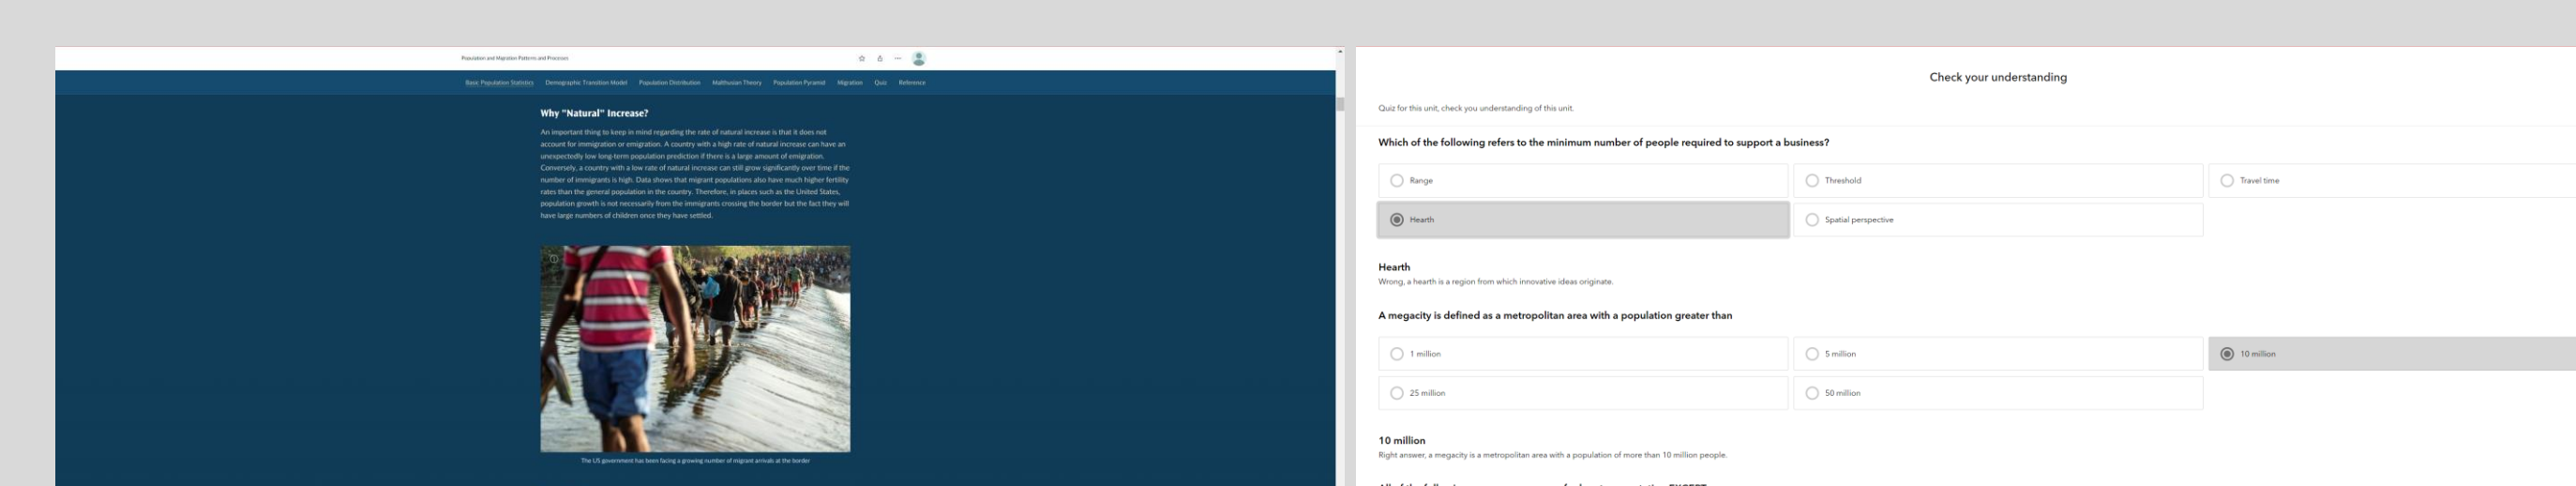 Population and Migration Patterns and Processes
Basic Population Statistics Demographic Transition Model Population Distribution Malthusian Theory Population Pyramid Migration Quiz Reference
Why "Natural" Increase?
An important thing to keep in mind regarding the rate of natural increase is that it does not
account for immigration or emigration. A country with a high rate of natural increase can have an
unexpectedly low long-term population prediction if there is a large amount of emigration.
Conversely, a country with a low rate of natural increase can still grow significantly over time if the
number of immigrants is high. Data shows that migrant populations also have much higher fertility
rates than the general population in the country. Therefore, in places such as the United States,
population growth is not necessarily from the immigrants crossing the border but the fact they will
have large numbers of children once they have settled.
The US government has been facing a growing number of migrant arrivals at the border
Check your understanding
Quiz for this unit, check you understanding of this unit.
Which of the following refers to the minimum number of people required to support a business?
Range
Threshold
Travel time
Hearth
Spatial perspective
Hearth
Wrong, a hearth is a region from which innovative ideas originate.
A megacity is defined as a metropolitan area with a population greater than
1 million
5 million
10 million
25 million
50 million
10 million
Right answer, a megacity is a metropolitan area with a population of more than 10 million people.